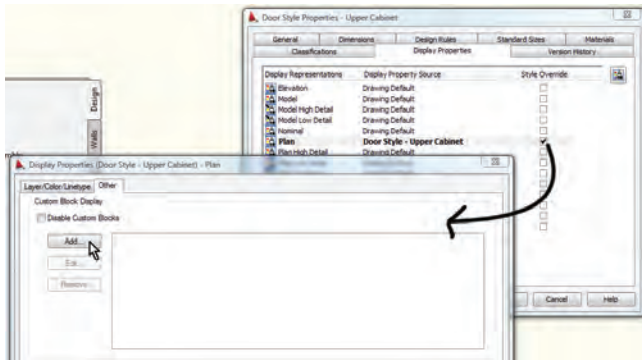 Door Style Properties - Upper Cabinet
General Dimensions Design Rules Standard Sizes Materials
Classifications Display Properties Version History
Display Representations Display Property Source Style Override
Elevation Drawing Default
Model Drawing Default
Model High Detail Drawing Default
Model Low Detail Drawing Default
Nominal Drawing Default
Plan Door Style - Upper Cabinet
Plan High Detail Drawing Default
Design
Walls
Display Properties (Door Style - Upper Cabinet) - Plan
Layer/Color/Linetype Other
Custom Block Display
Disable Custom Blocks
Add...
Edit...
Remove...
Cancel Help